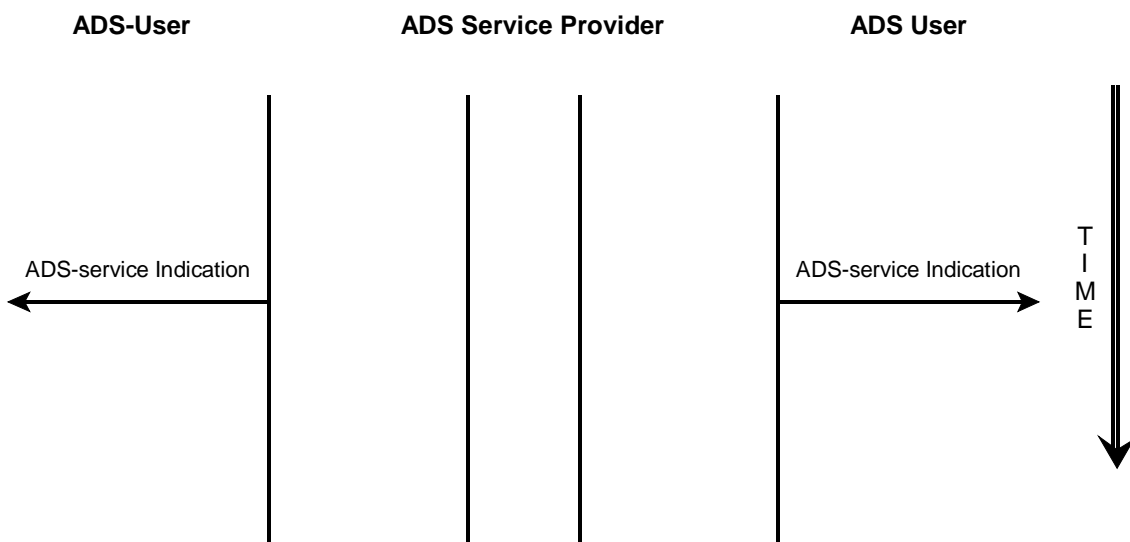 ADS-User ADS Service Provider ADS User
ADS-service Indication ADS-service Indication
T
I
M
E